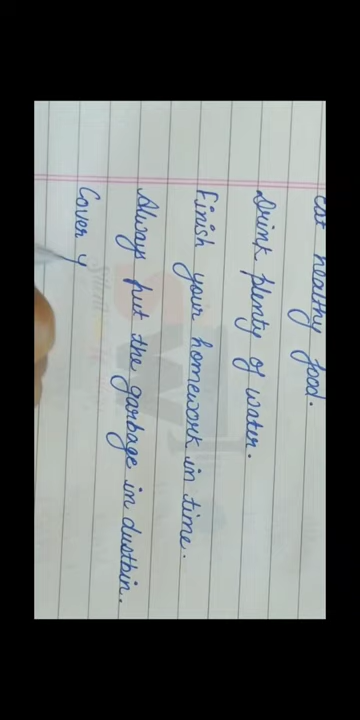 eat healthy food.
Drink plenty of water.
Finish your homework in time.
Always put the garbage in dustbin.
Cover y